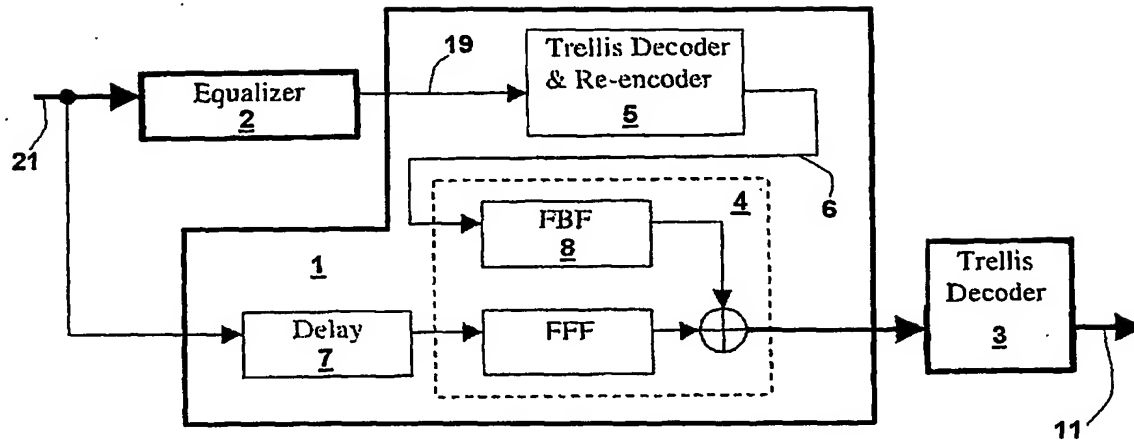 19
Trellis Decoder
& Re-encoder
5
Equalizer
2
21
6
4
FBF
8
1
Delay
7
FFF
Trellis
Decoder
3
11